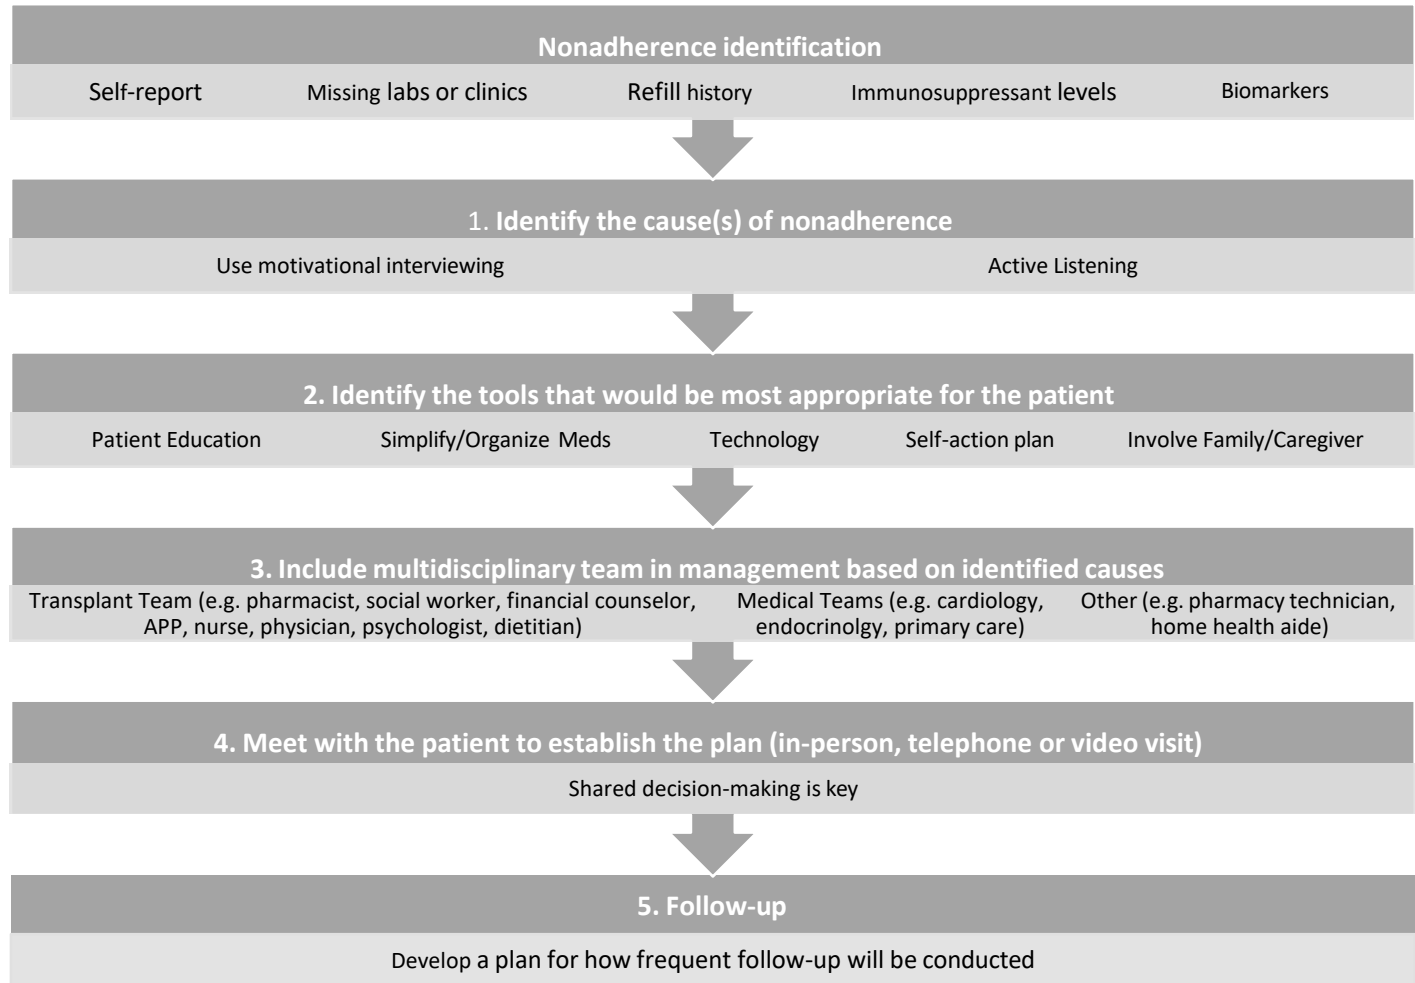 Nonadherence identification
Self-report Missing labs or clinics Refill history Immunosuppressant levels Biomarkers
1. Identify the cause(s) of nonadherence
Use motivational interviewing Active Listening
2. Identify the tools that would be most appropriate for the patient
Patient Education Simplify/Organize Meds Technology Self-action plan Involve Family/Caregiver
3. Include multidisciplinary team in management based on identified causes
Transplant Team (e.g. pharmacist, social worker, financial counselor,
APP, nurse, physician, psychologist, dietitian)
Medical Teams (e.g. cardiology,
endocrinolgy, primary care)
Other (e.g. pharmacy technician,
home health aide)
4. Meet with the patient to establish the plan (in-person, telephone or video visit)
Shared decision-making is key
5. Follow-up
Develop a plan for how frequent follow-up will be conducted